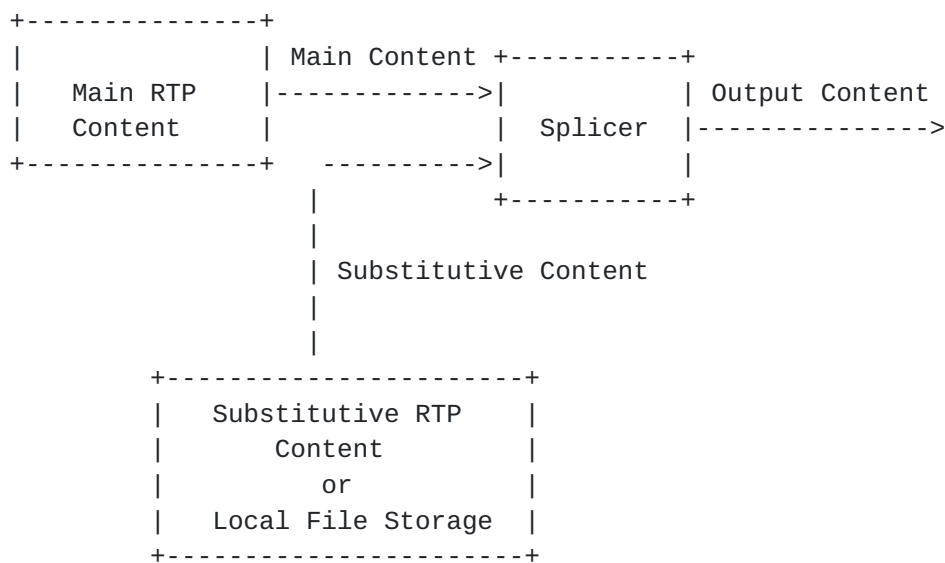 Main Content
Main RTP
Output Content
Content
Splicer
Substitutive Content
Substitutive RTP
Content
or
Local File Storage